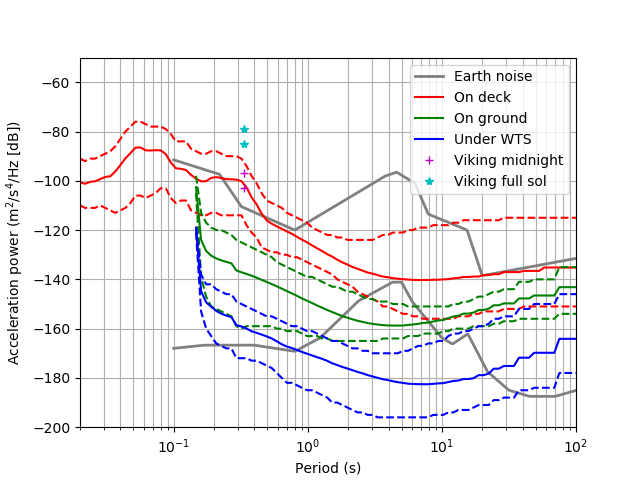 Acceleration power (m²/s⁴/Hz [dB])
−60
−80
−100
−120
−140
−160
−180
−200
Earth noise
On deck
On ground
Under WTS
Viking midnight
Viking full sol
10⁻¹
10⁰
10¹
10²
Period (s)